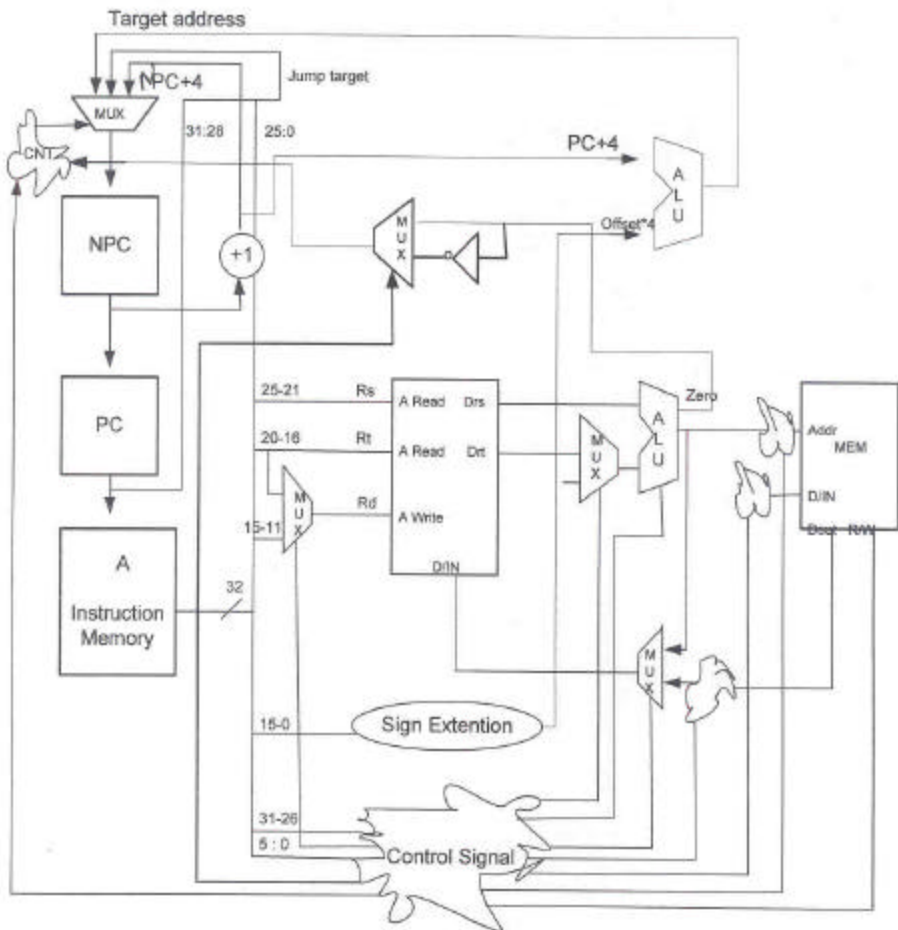 Target address
NPC+4
Jump target
MUX
31:28
25:0
CNT
PC+4
ALU
MUX
Offset*4
NPC
+1
25-21
Rs
A Read
Drs
Zero
PC
20-16
Rt
A Read
Drt
MUX
ALU
Addr
MEM
MUX
Rd
A Write
D/IN
15-11
Dout
R/W
A
D/IN
32
Instruction
Memory
MUX
15-0
Sign Extention
31-26
5 : 0
Control Signal